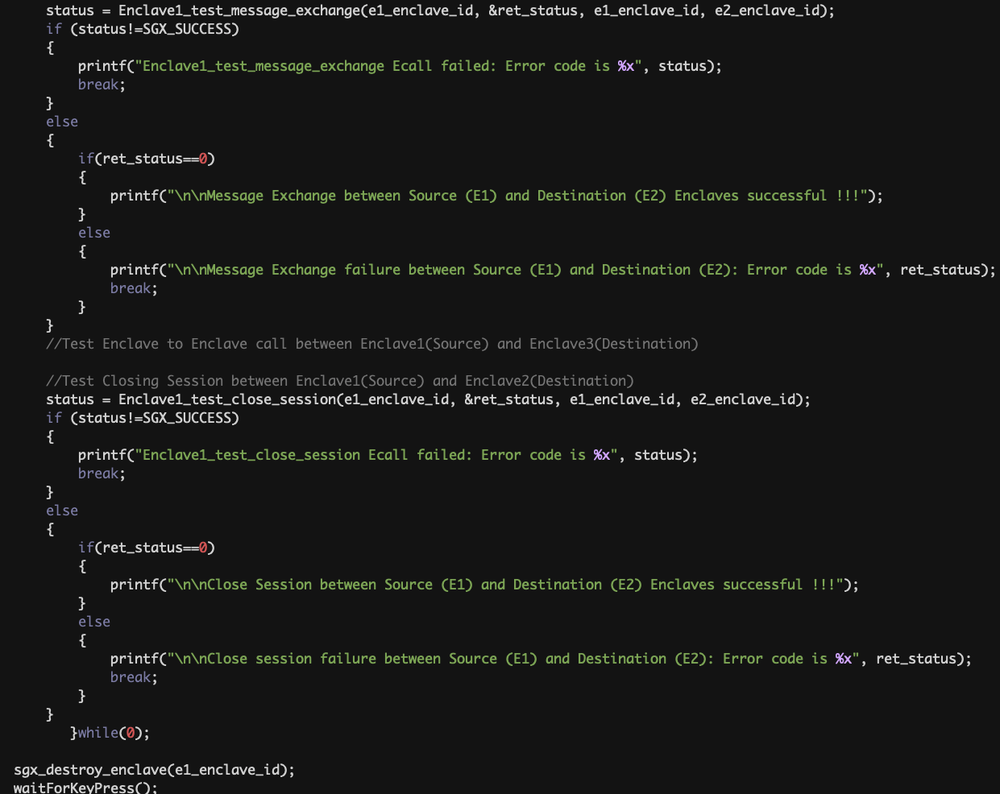 status = Enclave1_test_message_exchange(e1_enclave_id, &ret_status, e1_enclave_id, e2_enclave_id);
if (status!=SGX_SUCCESS)
{
printf("Enclave1_test_message_exchange Ecall failed: Error code is %x", status);
break;
}
else
{
if(ret_status==0)
{
printf("\n\nMessage Exchange between Source (E1) and Destination (E2) Enclaves successful !!!");
}
else
{
printf("\n\nMessage Exchange failure between Source (E1) and Destination (E2): Error code is %x", ret_status);
break;
}
}
//Test Enclave to Enclave call between Enclave1(Source) and Enclave3(Destination)
//Test Closing Session between Enclave1(Source) and Enclave2(Destination)
status = Enclave1_test_close_session(e1_enclave_id, &ret_status, e1_enclave_id, e2_enclave_id);
if (status!=SGX_SUCCESS)
{
printf("Enclave1_test_close_session Ecall failed: Error code is %x", status);
break;
}
else
{
if(ret_status==0)
{
printf("\n\nClose Session between Source (E1) and Destination (E2) Enclaves successful !!!");
}
else
{
printf("\n\nClose session failure between Source (E1) and Destination (E2): Error code is %x", ret_status);
break;
}
}
}while(0);
sgx_destroy_enclave(e1_enclave_id);
waitForKeyPress();